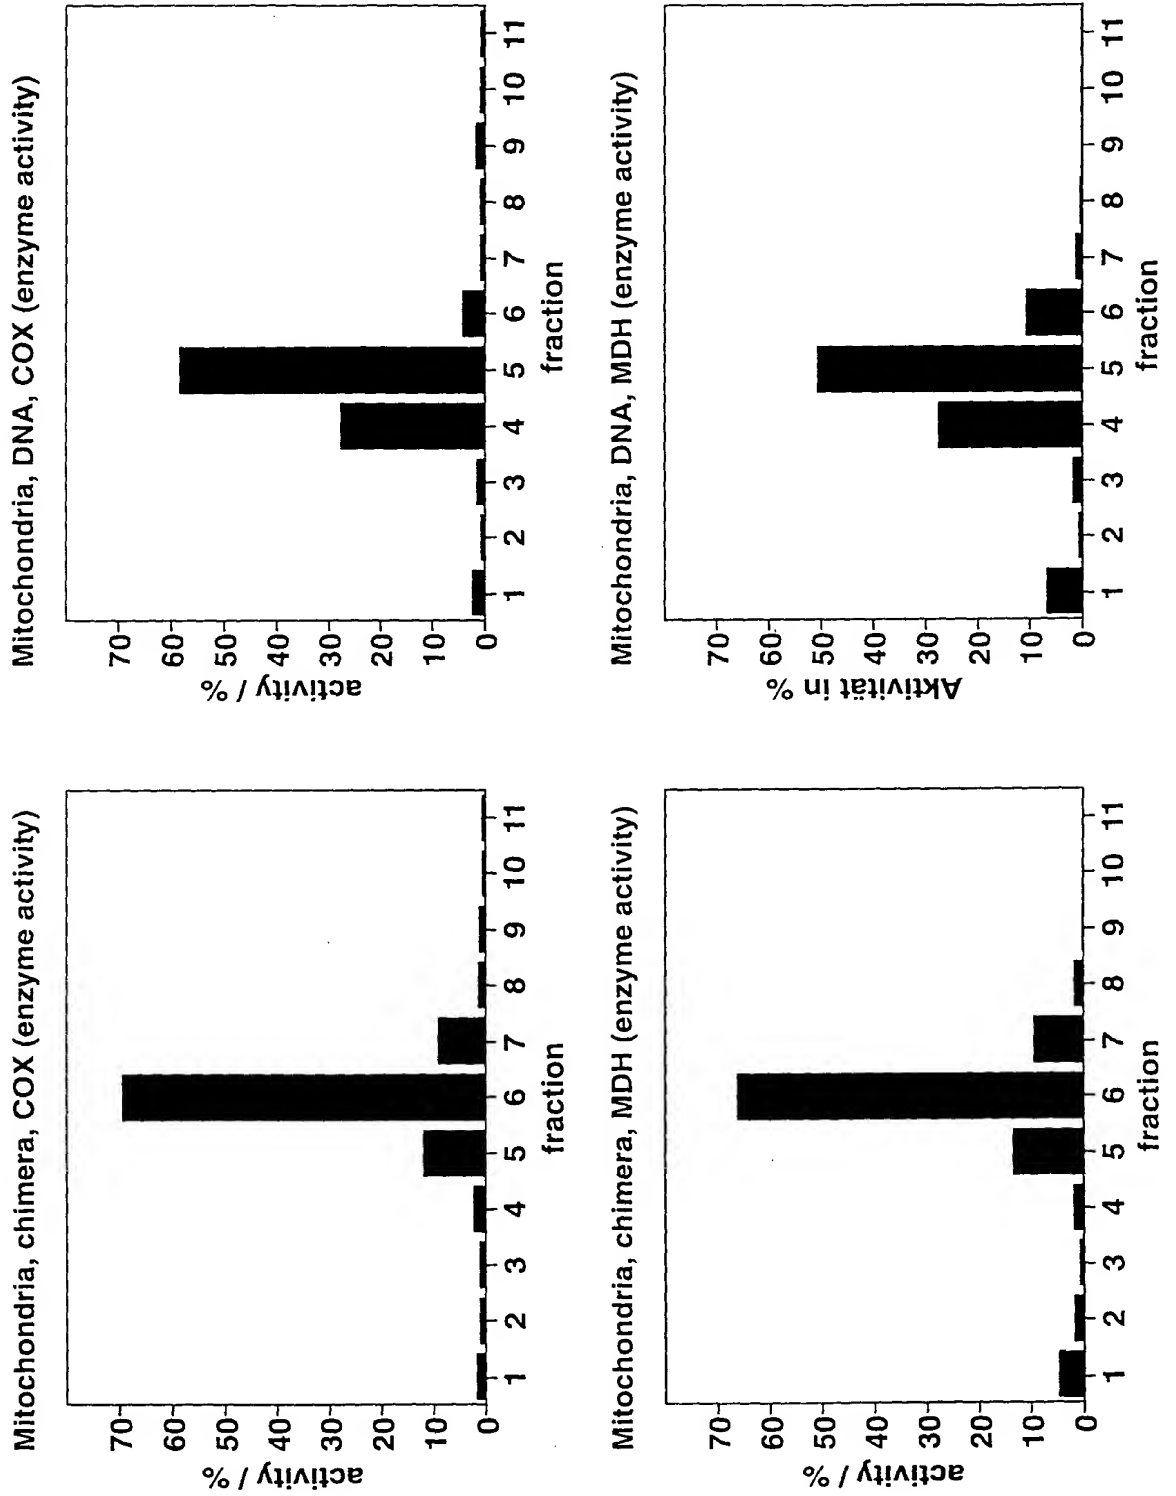 Mitochondria, chimera, COX (enzyme activity)
activity / %
70
60
50
40
30
20
10
0
1 2 3 4 5 6 7 8 9 10 11
fraction
Mitochondria, DNA, COX (enzyme activity)
activity / %
70
60
50
40
30
20
10
0
1 2 3 4 5 6 7 8 9 10 11
fraction
Mitochondria, chimera, MDH (enzyme activity)
activity / %
70
60
50
40
30
20
10
0
1 2 3 4 5 6 7 8 9 10 11
fraction
Mitochondria, DNA, MDH (enzyme activity)
Aktivität in %
70
60
50
40
30
20
10
0
1 2 3 4 5 6 7 8 9 10 11
fraction